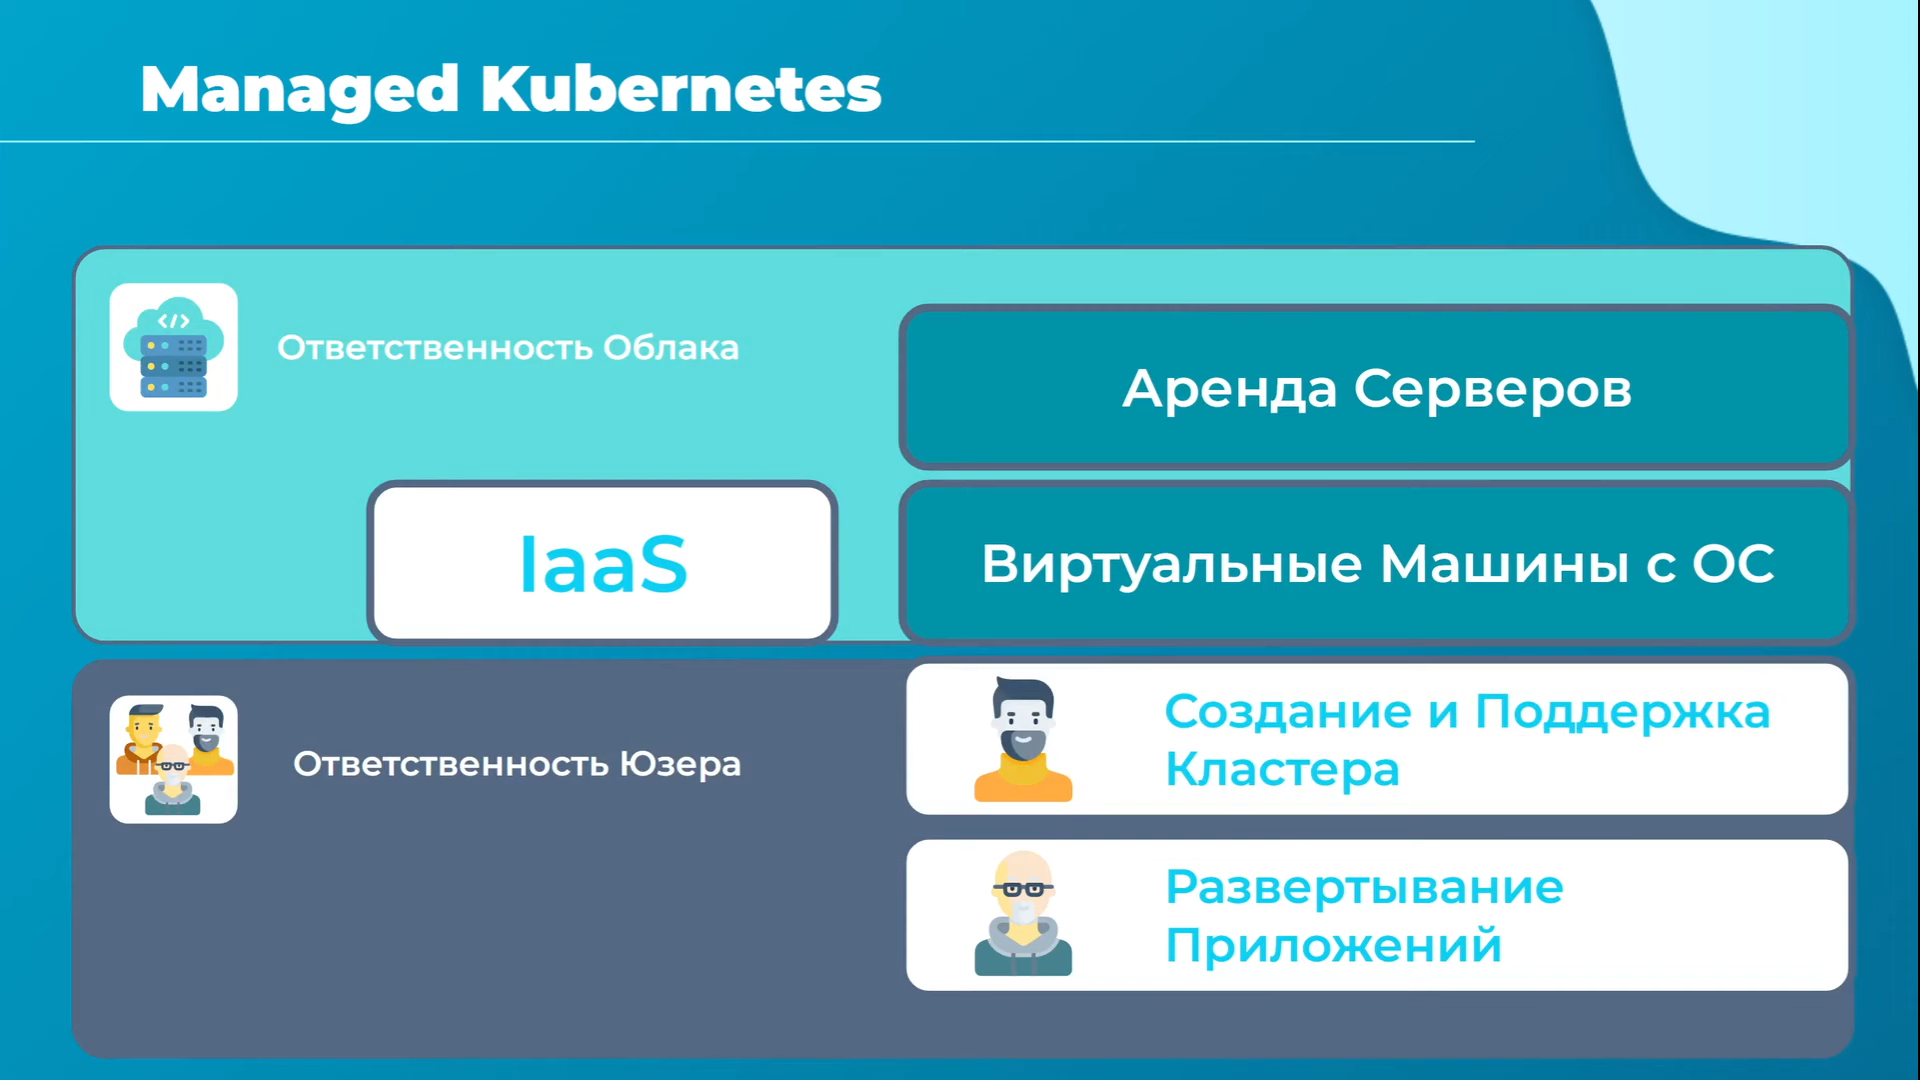 Managed Kubernetes
</>
Ответственность Облака
Аренда Серверов
IaaS
Виртуальные Машины с ОС
Ответственность Юзера
Создание и Поддержка
Кластера
Развертывание
Приложений